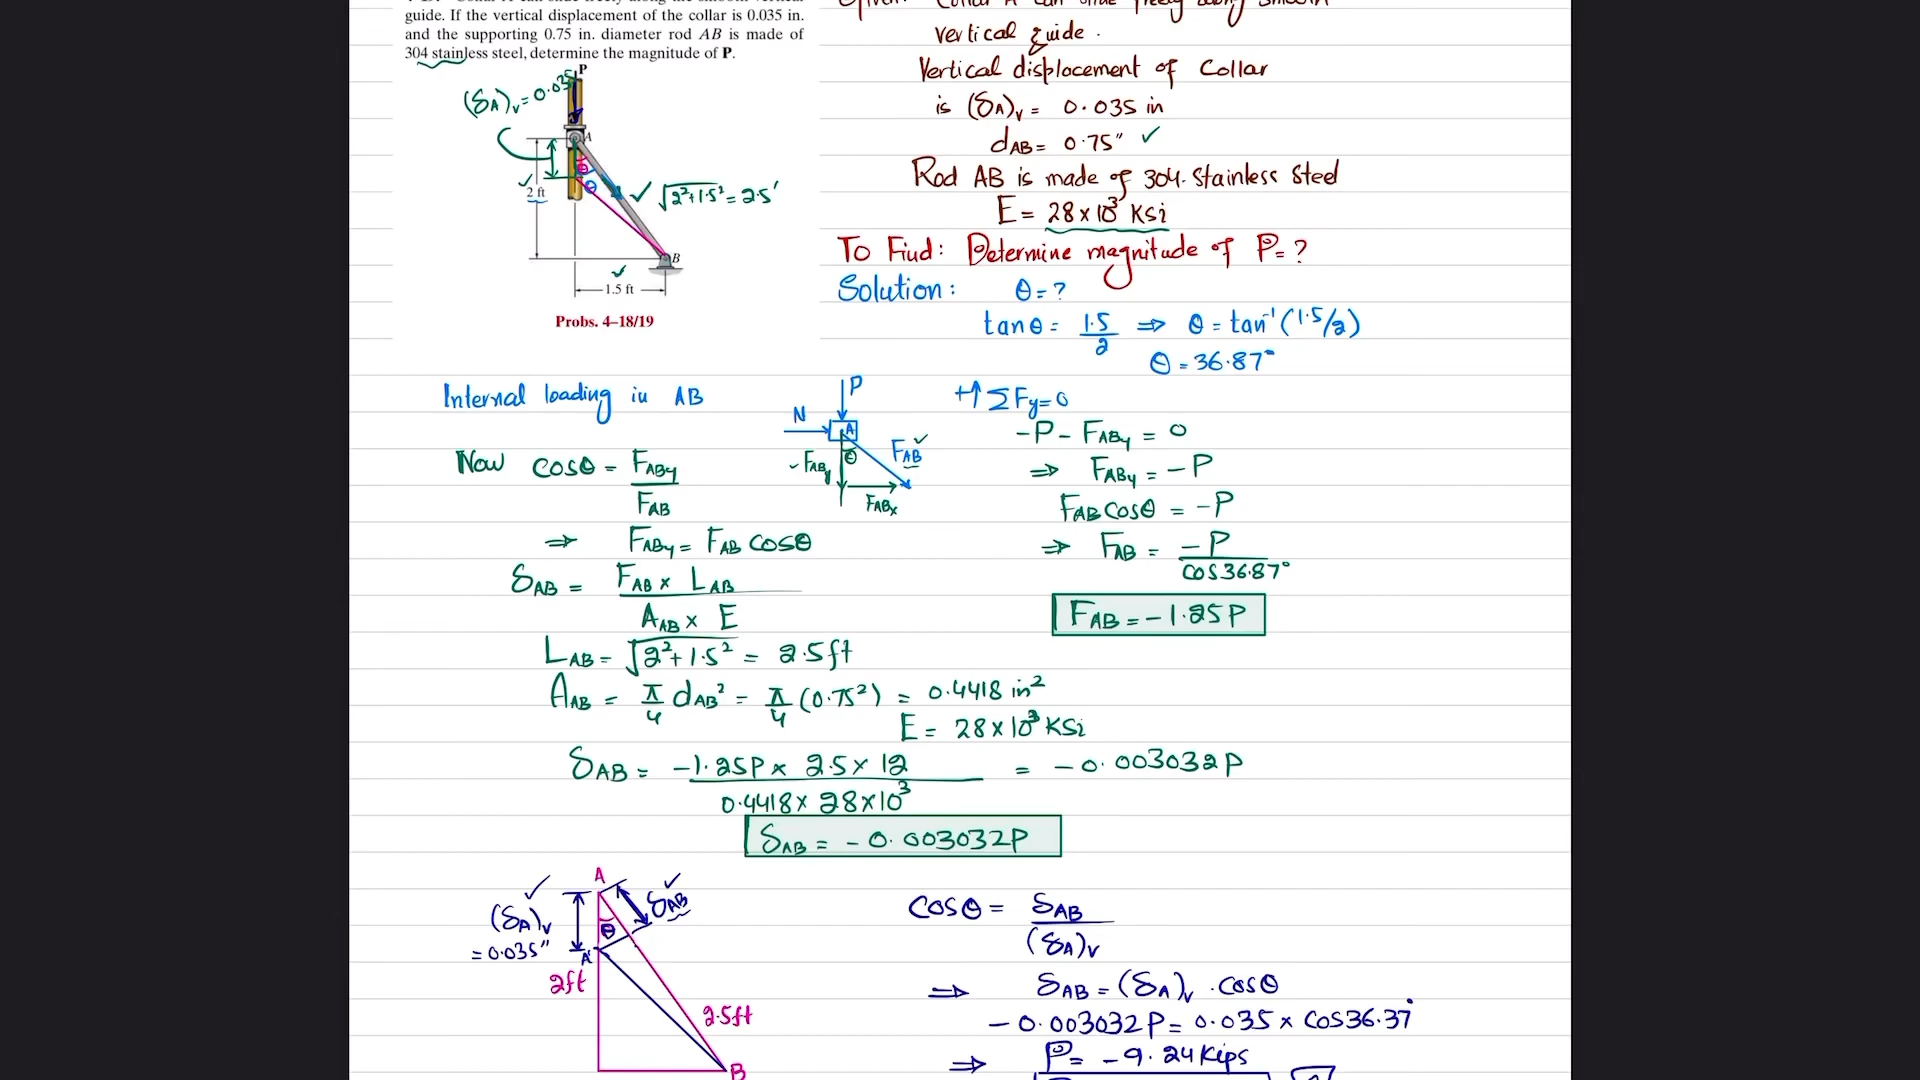 guide. If the vertical displacement of the collar is 0.035 in.
and the supporting 0.75 in. diameter rod AB is made of
304 stainless steel, determine the magnitude of P.
P
(δA)v = 0.035
A
θ
θ
2 ft
√2²+1.5² = 2.5'
B
1.5 ft
Probs. 4–18/19
vertical guide.
Vertical displacement of Collar
is (δA)v = 0.035 in
dAB = 0.75" ✓
Rod AB is made of 304. Stainless Steel
E = 28×10³ Ksi
To Find: Determine magnitude of P = ?
Solution: θ = ?
tan θ = 1.5/2 ⇒ θ = tan⁻¹(1.5/2)
θ = 36.87°
Internal loading in AB
P
N
A
θ
FAB ✓
- FABy
FABx
+↑ ΣFy = 0
-P - FABy = 0
⇒ FABy = -P
FAB Cosθ = -P
⇒ FAB = -P/cos36.87°
FAB = -1.25P
Now cosθ = FABy/FAB
⇒ FABy = FAB cosθ
δAB = FAB × LAB / AAB × E
LAB = √2²+1.5² = 2.5ft
AAB = π/4 dAB² = π/4 (0.75²) = 0.4418 in²
E = 28×10³ Ksi
δAB = -1.25P × 2.5 × 12 / 0.4418 × 28×10³ = -0.003032P
δAB = -0.003032P
A
(δA)v
= 0.035"
δAB
θ
A'
2ft
2.5ft
B
cosθ = δAB/(δA)v
⇒ δAB = (δA)v . cosθ
-0.003032P = 0.035 × cos36.37°
⇒ P = -9.24 Kips